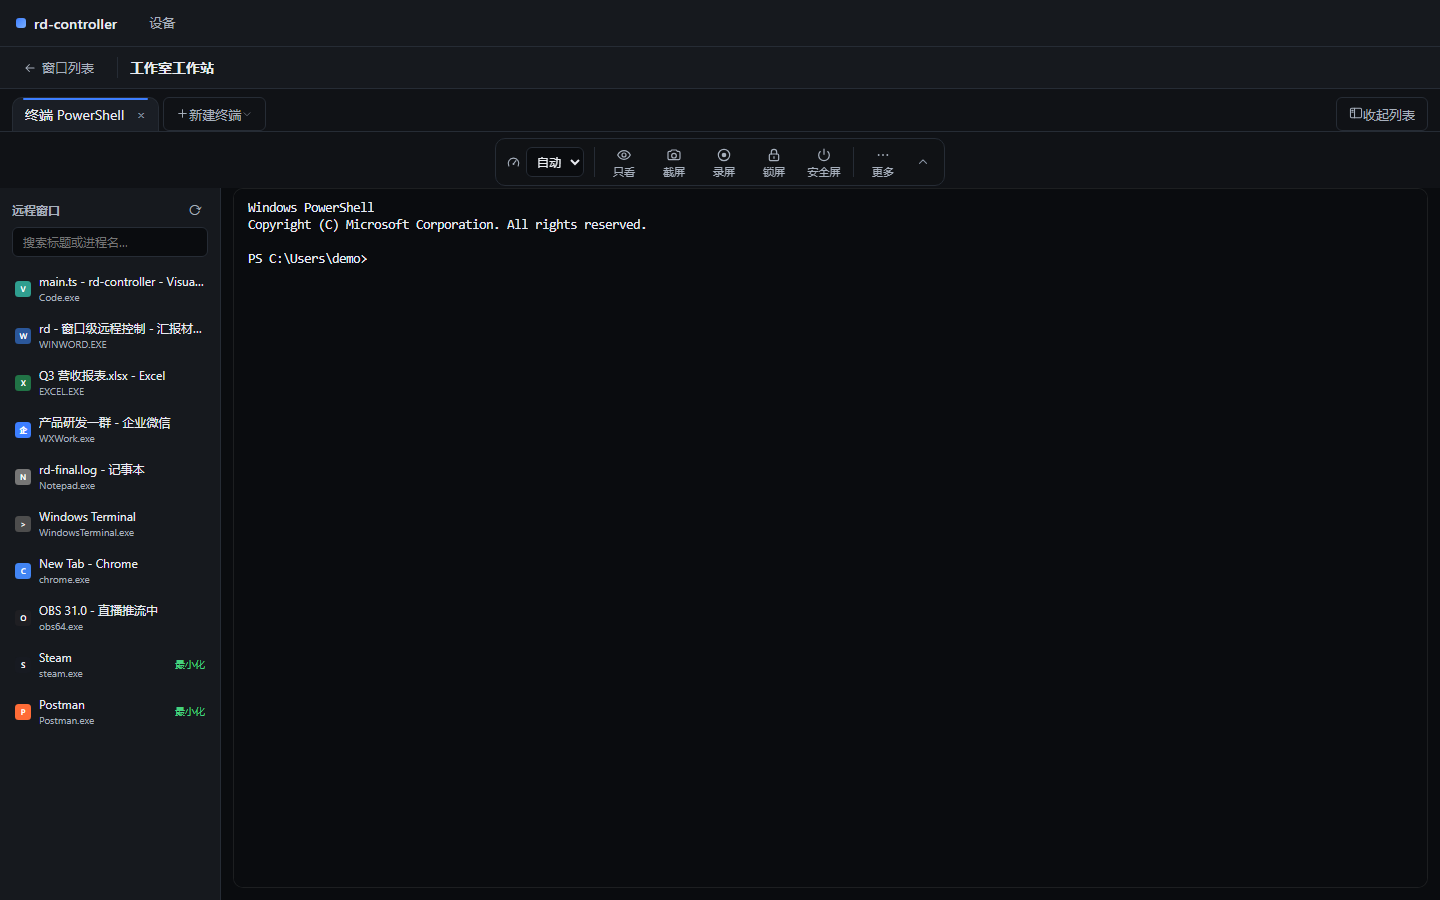 rd-controller 设备
← 窗口列表 工作室工作站
终端 PowerShell × +新建终端 收起列表
自动 只看 截屏 录屏 锁屏 安全屏 更多
远程窗口
搜索标题或进程名...
V main.ts - rd-controller - Visua...
Code.exe
W rd - 窗口级远程控制 - 汇报材...
WINWORD.EXE
X Q3 营收报表.xlsx - Excel
EXCEL.EXE
企 产品研发一群 - 企业微信
WXWork.exe
N rd-final.log - 记事本
Notepad.exe
> Windows Terminal
WindowsTerminal.exe
C New Tab - Chrome
chrome.exe
O OBS 31.0 - 直播推流中
obs64.exe
S Steam 最小化
steam.exe
P Postman 最小化
Postman.exe
Windows PowerShell
Copyright (C) Microsoft Corporation. All rights reserved.
PS C:\Users\demo>